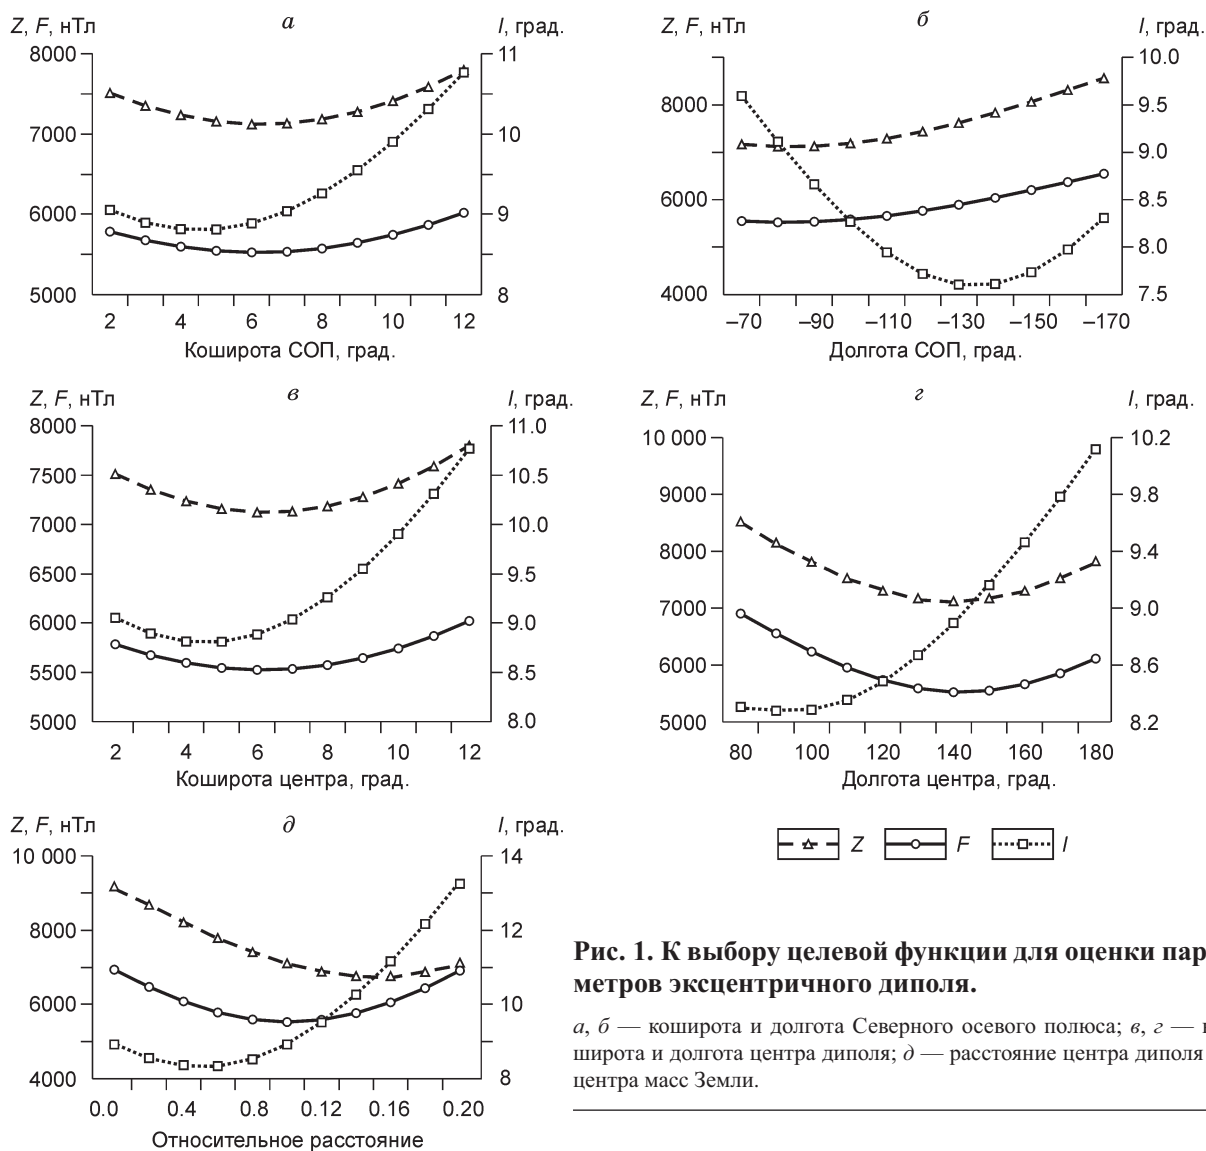 а
Z, F, нТл
I, град.
8000
7000
6000
5000
11
10
9
8
2 4 6 8 10 12
Коширота СОП, град.
б
Z, F, нТл
I, град.
8000
6000
4000
10.0
9.5
9.0
8.5
8.0
7.5
–70 –90 –110 –130 –150 –170
Долгота СОП, град.
в
Z, F, нТл
I, град.
8000
7500
7000
6500
6000
5500
5000
11.0
10.5
10.0
9.5
9.0
8.5
8.0
2 4 6 8 10 12
Коширота центра, град.
г
Z, F, нТл
I, град.
10 000
9000
8000
7000
6000
5000
10.2
9.8
9.4
9.0
8.6
8.2
80 100 120 140 160 180
Долгота центра, град.
д
Z, F, нТл
I, град.
10 000
8000
6000
4000
14
12
10
8
0.0 0.4 0.8 0.12 0.16 0.20
Относительное расстояние
Z F I
Рис. 1. К выбору целевой функции для оценки пар
метров эксцентричного диполя.
а, б — коширота и долгота Северного осевого полюса; в, г —
широта и долгота центра диполя; д — расстояние центра диполя
центра масс Земли.